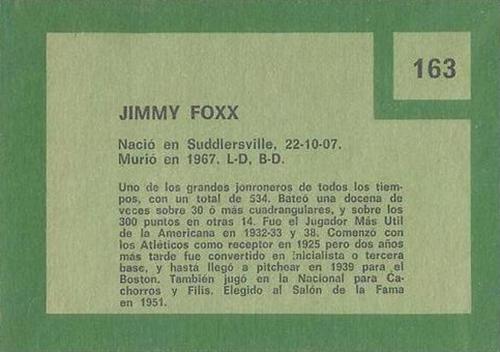 163
JIMMY FOXX
Nació en Suddlersville, 22-10-07.
Murió en 1967. L-D, B-D.
Uno de los grandes jonroneros de todos los tiem-
pos, con un total de 534. Bateó una docena de
veces sobre 30 ó más cuadrangulares, y sobre los
300 puntos en otras 14. Fue el Jugador Más Util
de la Americana en 1932-33 y 38. Comenzó con
los Atléticos como receptor en 1925 pero dos años
más tarde fue convertido en inicialista o tercera
base, y hasta llegó a pitchear en 1939 para el
Boston. También jugó en la Nacional para Ca-
chorros y Filis. Elegido al Salón de la Fama
en 1951.